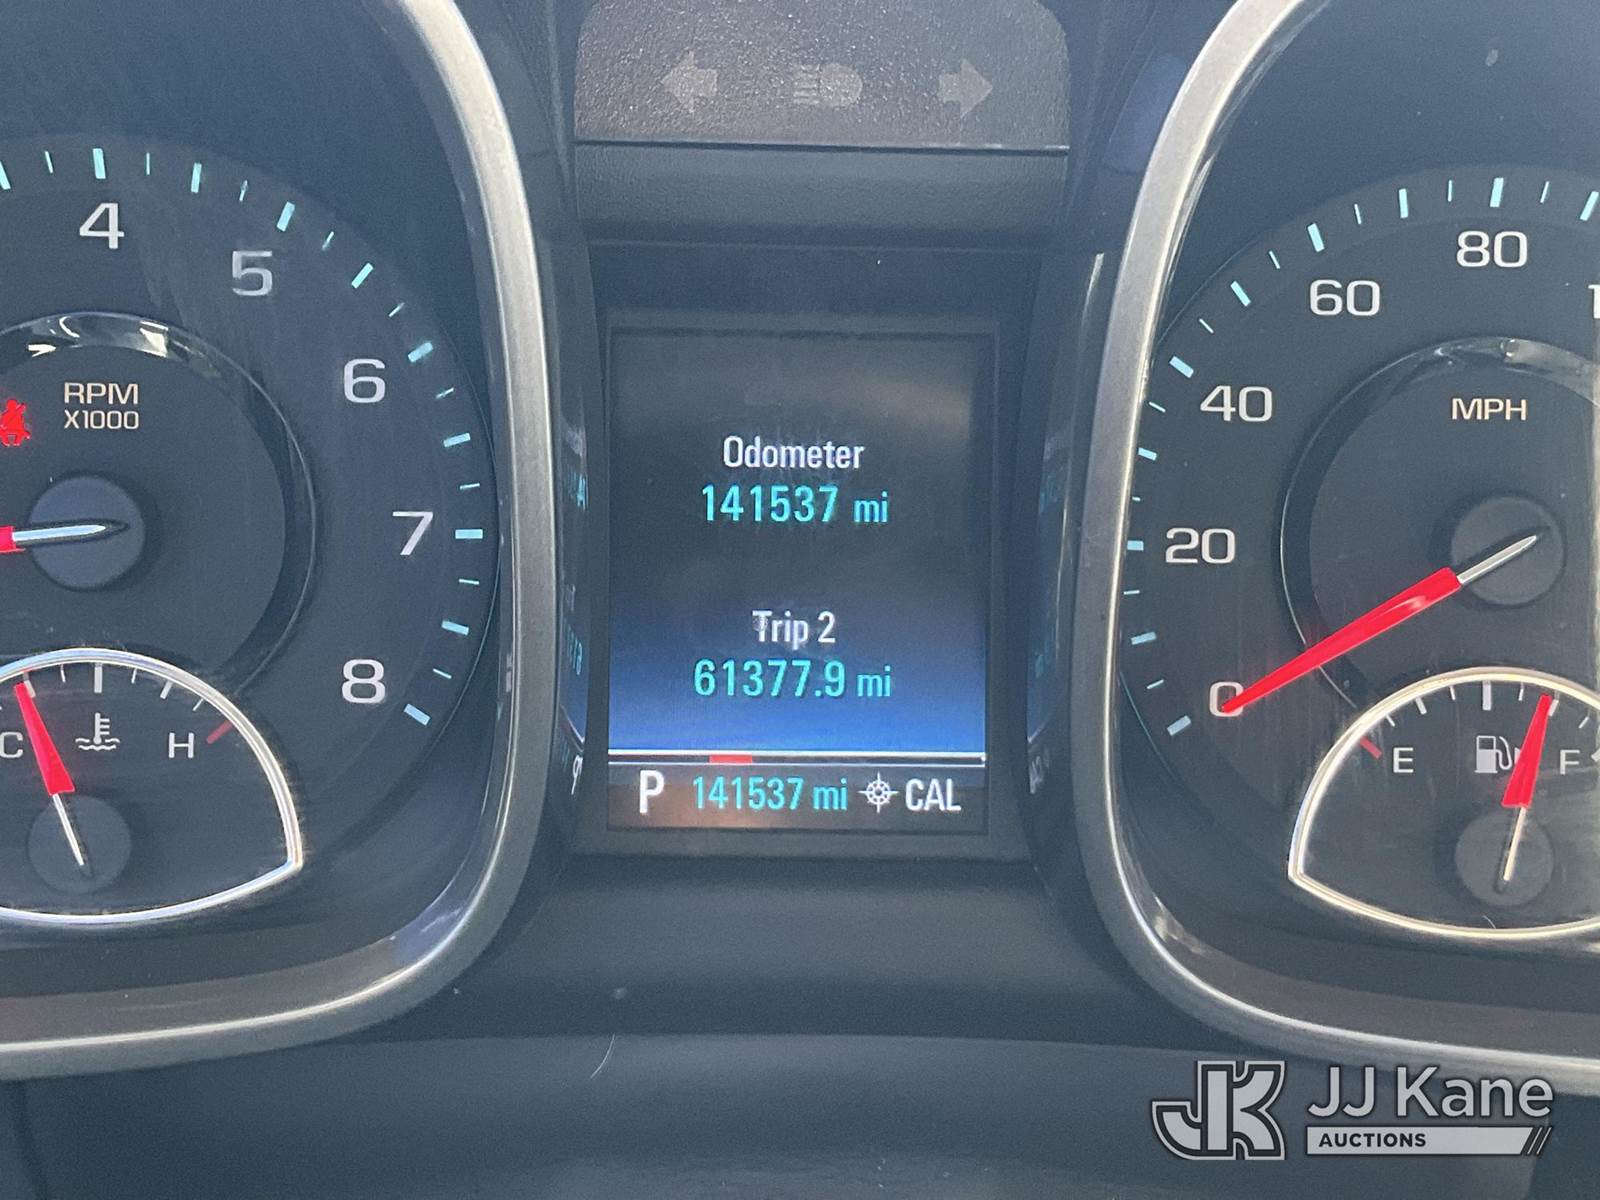 4
5
6
7
8
RPM
X1000
C
H
Odometer
141537 mi
Trip 2
61377.9 mi
P 141537 mi CAL
80
60
40
20
0
MPH
E
F
JK
JJ Kane
AUCTIONS